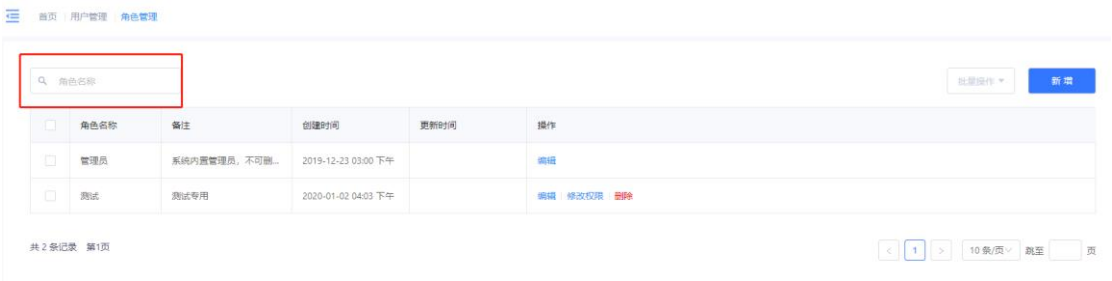 首页 用户管理 角色管理
角色名称 批量操作 新增
角色名称 备注 创建时间 更新时间 操作
管理员 系统内置管理员，不可删... 2019-12-23 03:00 下午 编辑
测试 测试专用 2020-01-02 04:03 下午 编辑 修改权限 删除
共 2 条记录 第1页 < 1 > 10 条/页 跳至 页